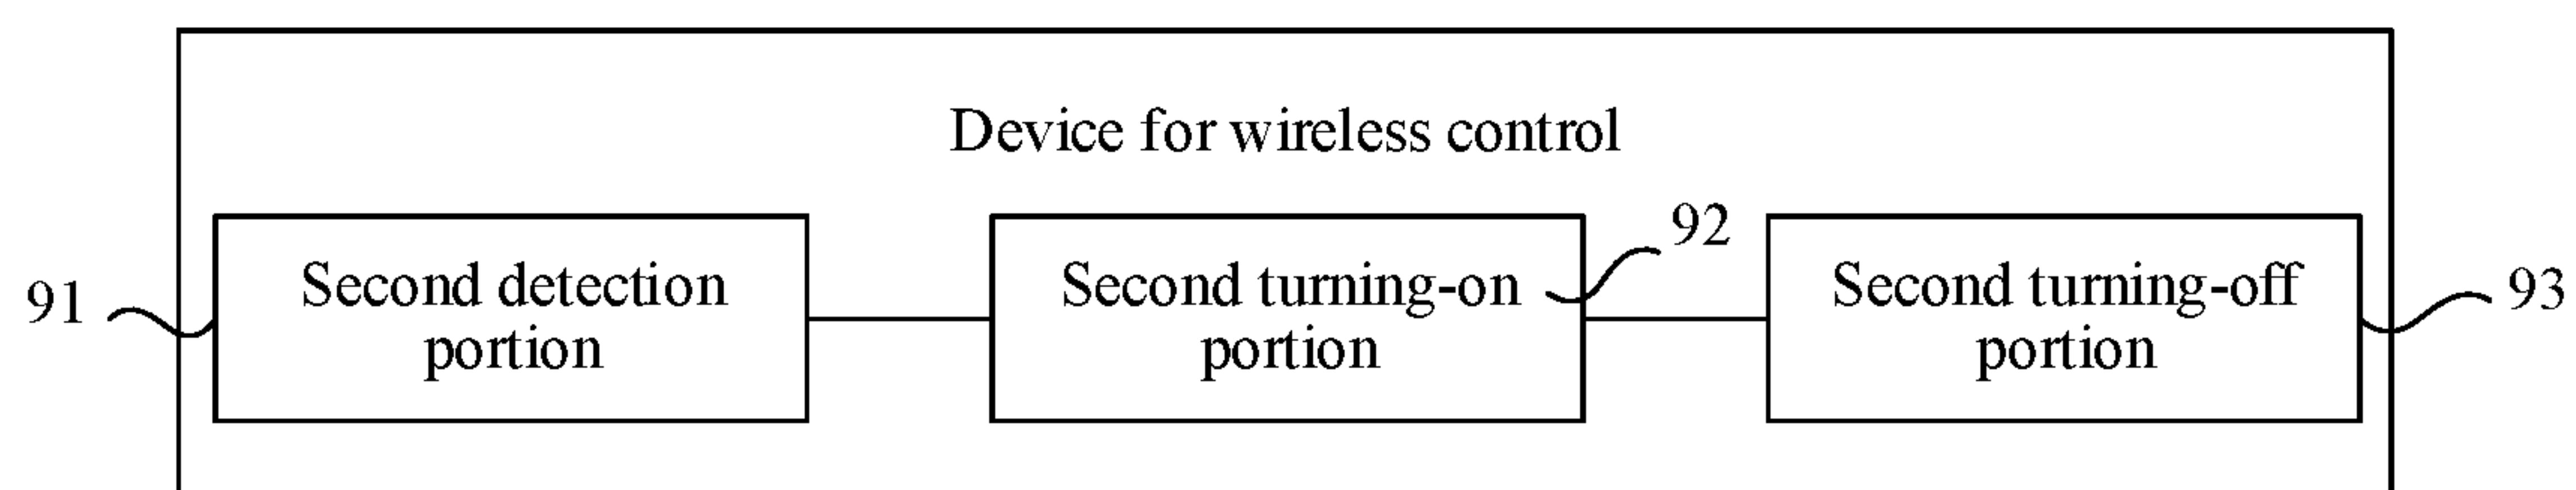 Device for wireless control
92
91
Second detection
portion
Second turning-on
portion
Second turning-off
portion
93